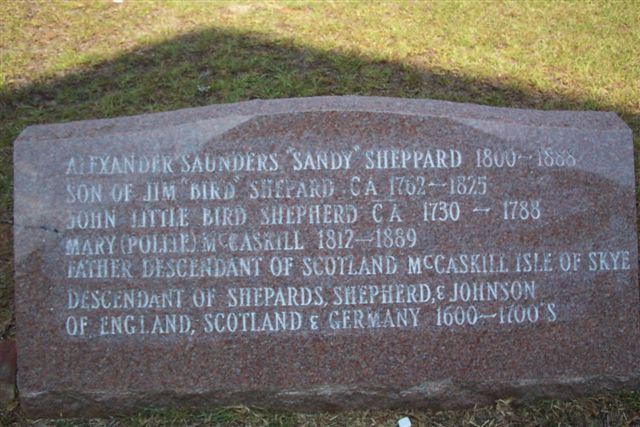 ALEXANDER SAUNDERS "SANDY" SHEPPARD 1800-1888
SON OF JIM "BIRD" SHEPARD CA 1762-1825
JOHN LITTLE BIRD SHEPHERD CA 1730 - 1788
MARY (POLLIE) McCASKILL 1812-1889
FATHER DESCENDANT OF SCOTLAND McCASKILL ISLE OF SKYE
DESCENDANT OF SHEPARDS, SHEPHERD, & JOHNSON
OF ENGLAND, SCOTLAND & GERMANY 1600-1700'S